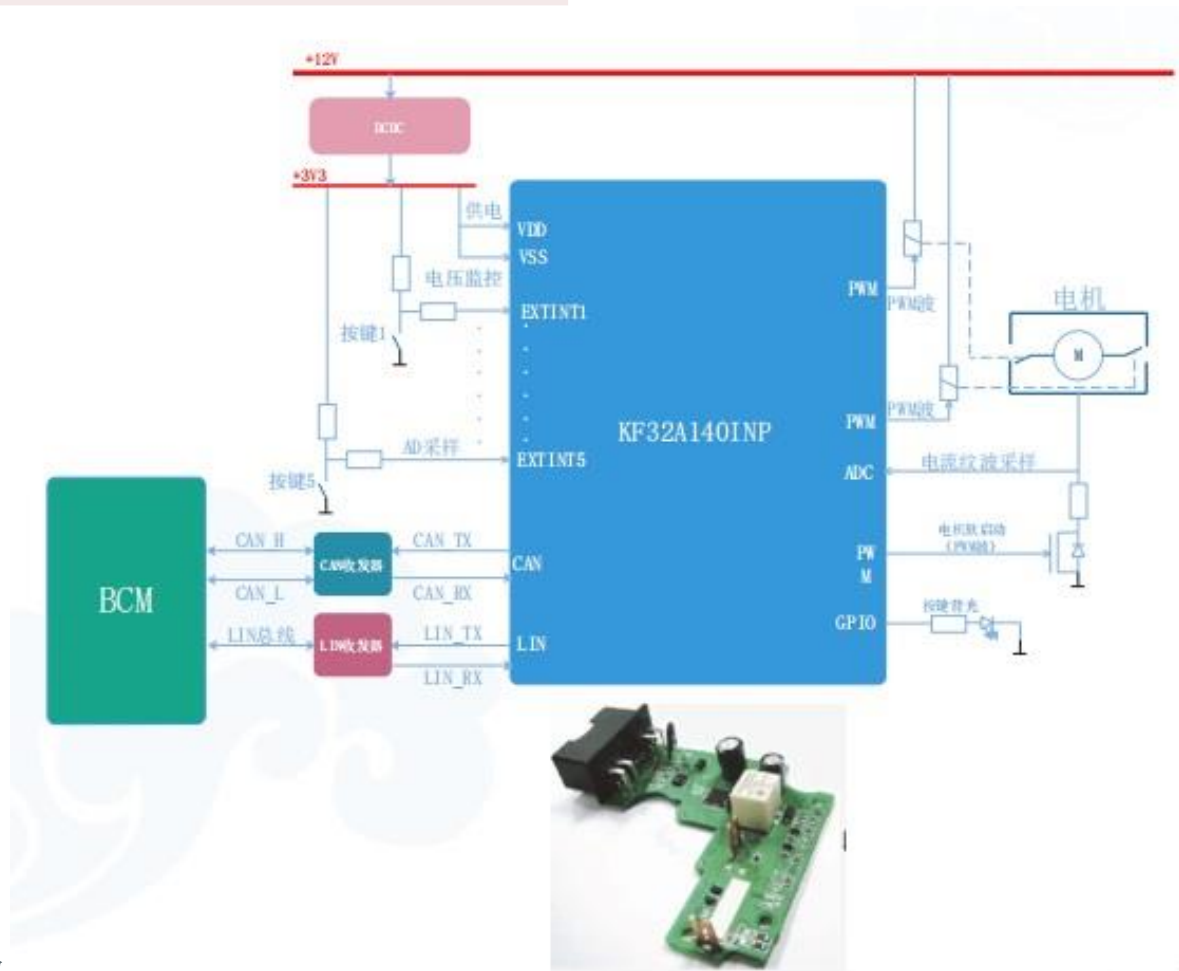 +12V
DCDC
+3V3
供电
VDD
VSS
电压监控
EXTINT1
按键1
PWM
PWM波
电机
M
PWM波
PWM
KF32A140INP
AD采样
EXTINT5
按键5
ADC
电流纹波采样
CAN_H
CAN收发器
CAN_TX
CAN
CAN_L
CAN_RX
电机软启动
(PWM波)
PW
M
BCM
LIN总线
LIN收发器
LIN_TX
LIN
LIN_RX
GPIO
按键背光